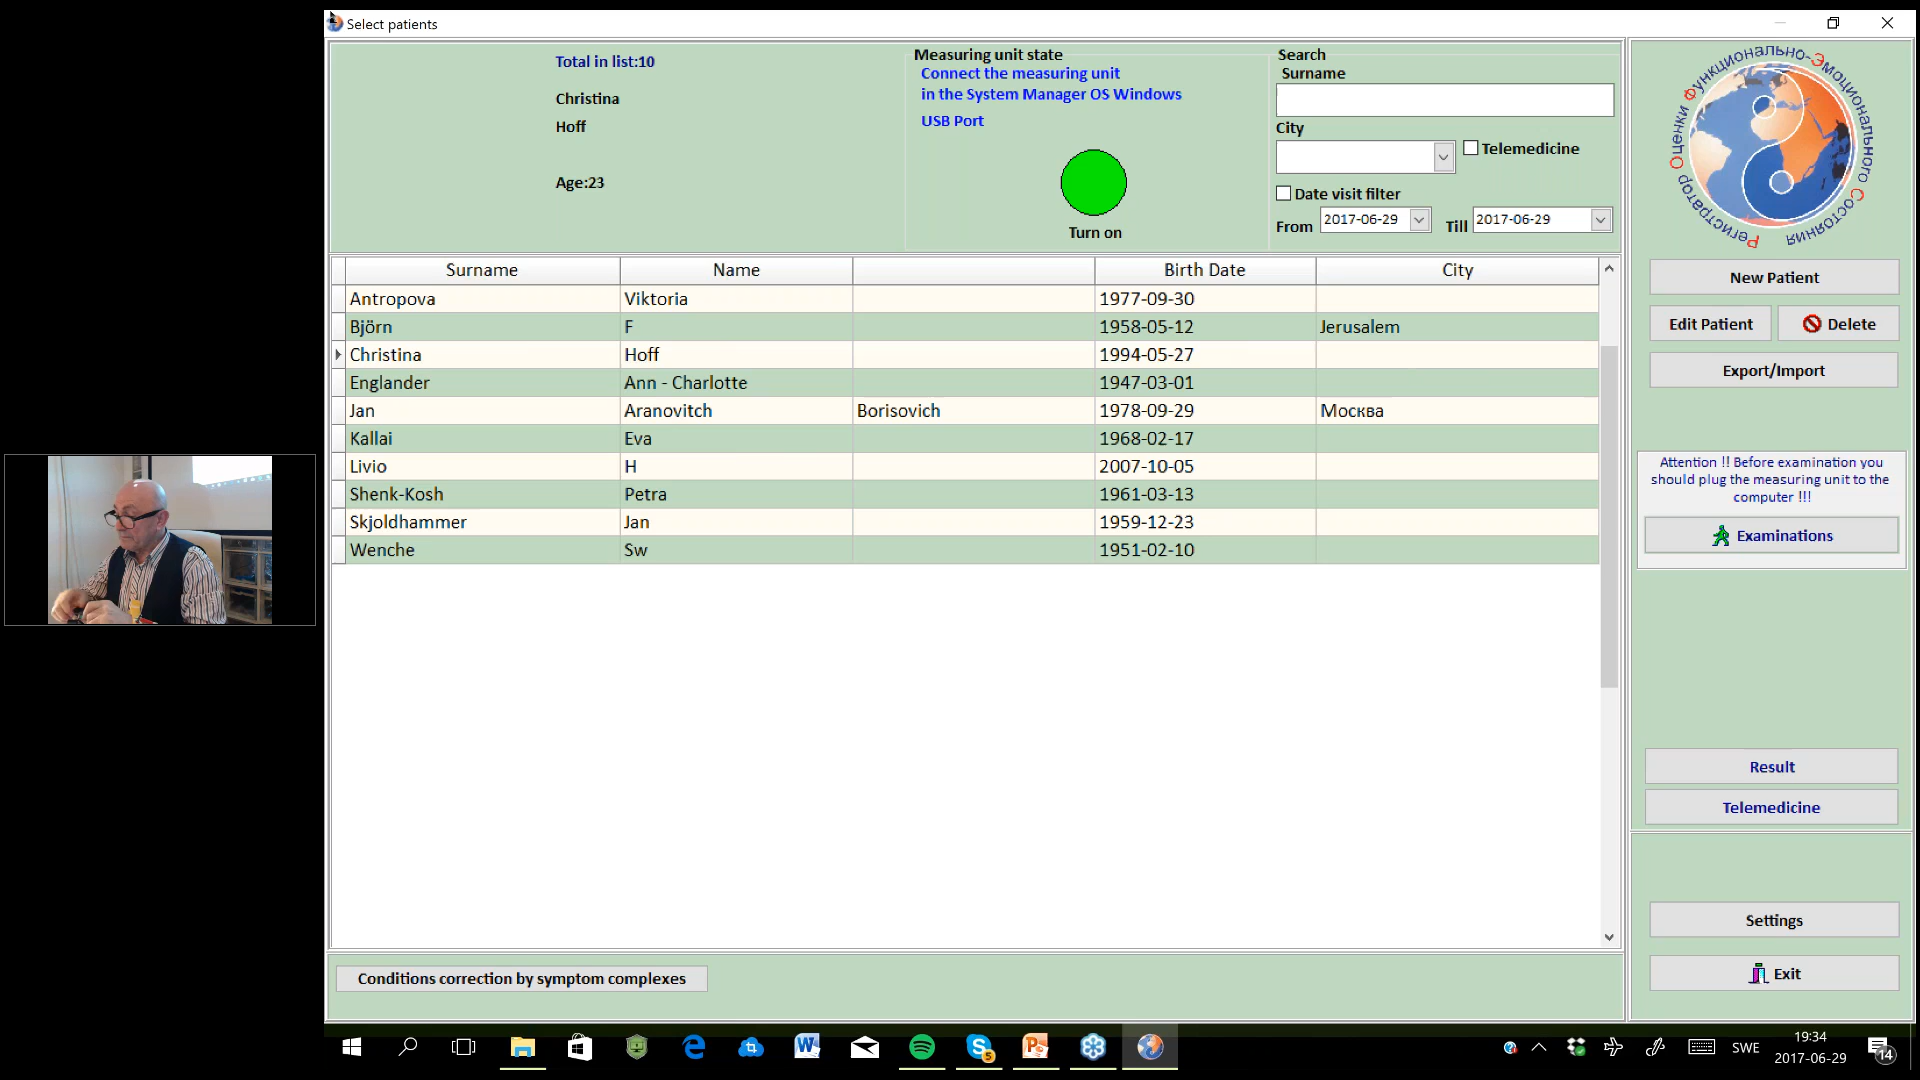 Select patients
Total in list:10
Christina
Hoff
Age:23
Measuring unit state
Connect the measuring unit
in the System Manager OS Windows
USB Port
Turn on
Search
Surname
City
Telemedicine
Date visit filter
From 2017-06-29 Till 2017-06-29
Регистратор Оценки Функционально-Эмоционального Состояния
Surname Name Birth Date City
Antropova Viktoria 1977-09-30
Björn F 1958-05-12 Jerusalem
Christina Hoff 1994-05-27
Englander Ann - Charlotte 1947-03-01
Jan Aranovitch Borisovich 1978-09-29 Москва
Kallai Eva 1968-02-17
Livio H 2007-10-05
Shenk-Kosh Petra 1961-03-13
Skjoldhammer Jan 1959-12-23
Wenche Sw 1951-02-10
New Patient
Edit Patient Delete
Export/Import
Attention !! Before examination you
should plug the measuring unit to the
computer !!!
Examinations
Result
Telemedicine
Settings
Exit
Conditions correction by symptom complexes
5
SWE
19:34
2017-06-29
14